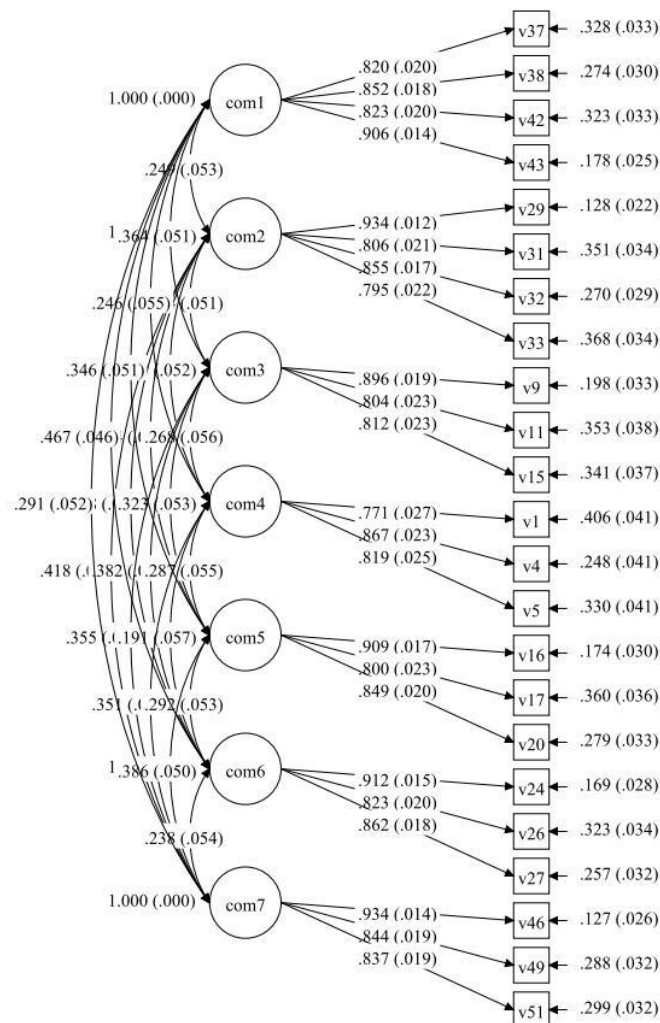 v37 .328 (.033)
.820 (.020)
v38 .274 (.030)
.852 (.018)
1.000 (.000) com1
.823 (.020) v42 .323 (.033)
.906 (.014)
v43 .178 (.025)
.249 (.053)
v29 .128 (.022)
.934 (.012)
.364 (.051) com2
.806 (.021) v31 .351 (.034)
.855 (.017)
v32 .270 (.029)
.795 (.022)
.246 (.055) (.051)
v33 .368 (.034)
.346 (.051) (.052) com3
.896 (.019) v9 .198 (.033)
.804 (.023)
.812 (.023) v11 .353 (.038)
.467 (.046) .268 (.056)
v15 .341 (.037)
.291 (.052) .323 (.053) com4
.771 (.027) v1 .406 (.041)
.867 (.023)
.819 (.025) v4 .248 (.041)
.418 .382 .287 (.055)
v5 .330 (.041)
.355 .191 (.057) com5
.909 (.017) v16 .174 (.030)
.800 (.023)
.849 (.020) v17 .360 (.036)
.351 .292 (.053)
v20 .279 (.033)
.386 (.050) com6
.912 (.015) v24 .169 (.028)
.823 (.020)
.862 (.018) v26 .323 (.034)
.238 (.054)
v27 .257 (.032)
1.000 (.000) com7
.934 (.014) v46 .127 (.026)
.844 (.019)
.837 (.019) v49 .288 (.032)
v51 .299 (.032)